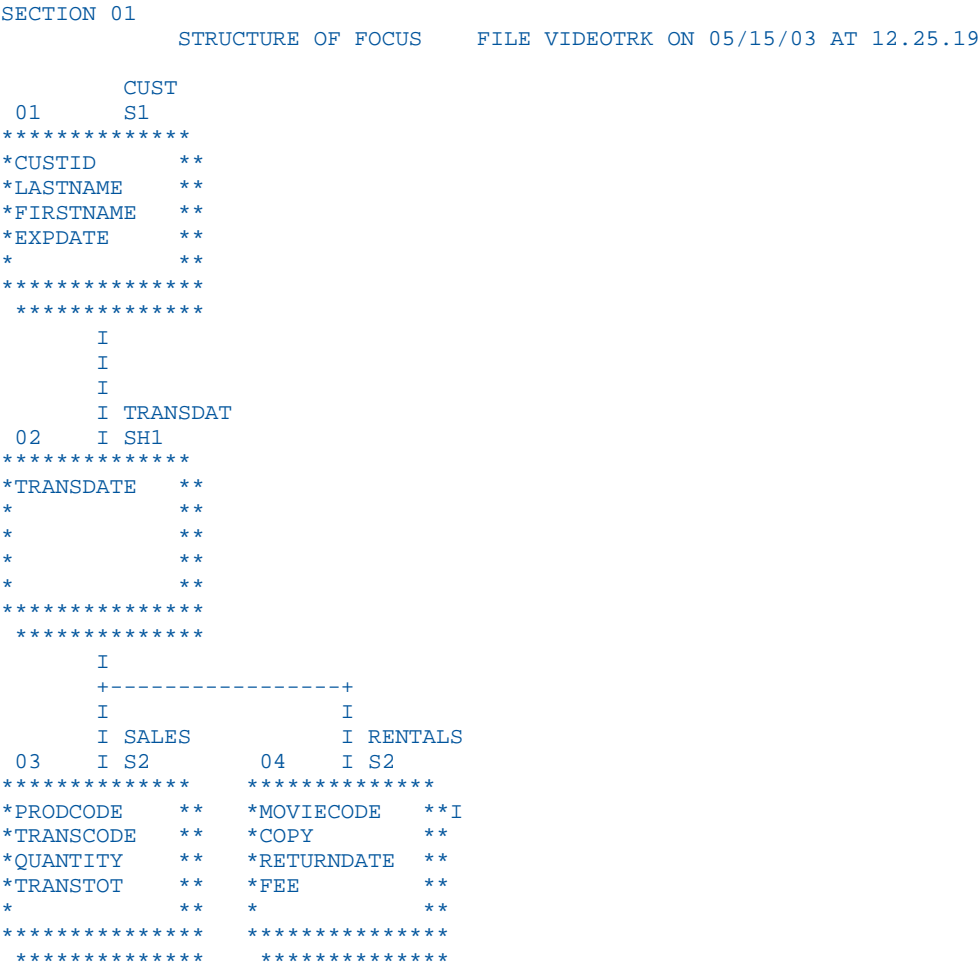 SECTION 01
             STRUCTURE OF FOCUS    FILE VIDEOTRK ON 05/15/03 AT 12.25.19

         CUST
 01      S1
**************
*CUSTID      **
*LASTNAME    **
*FIRSTNAME   **
*EXPDATE     **
*            **
***************
 **************
       I
       I
       I
       I TRANSDAT
 02    I SH1
**************
*TRANSDATE   **
*            **
*            **
*            **
*            **
***************
 **************
       I
       +-----------------+
       I                 I
       I SALES           I RENTALS
 03    I S2        04    I S2
**************    **************
*PRODCODE    **   *MOVIECODE   **I
*TRANSCODE   **   *COPY        **
*QUANTITY    **   *RETURNDATE  **
*TRANSTOT    **   *FEE         **
*            **   *            **
***************   ***************
 **************    **************